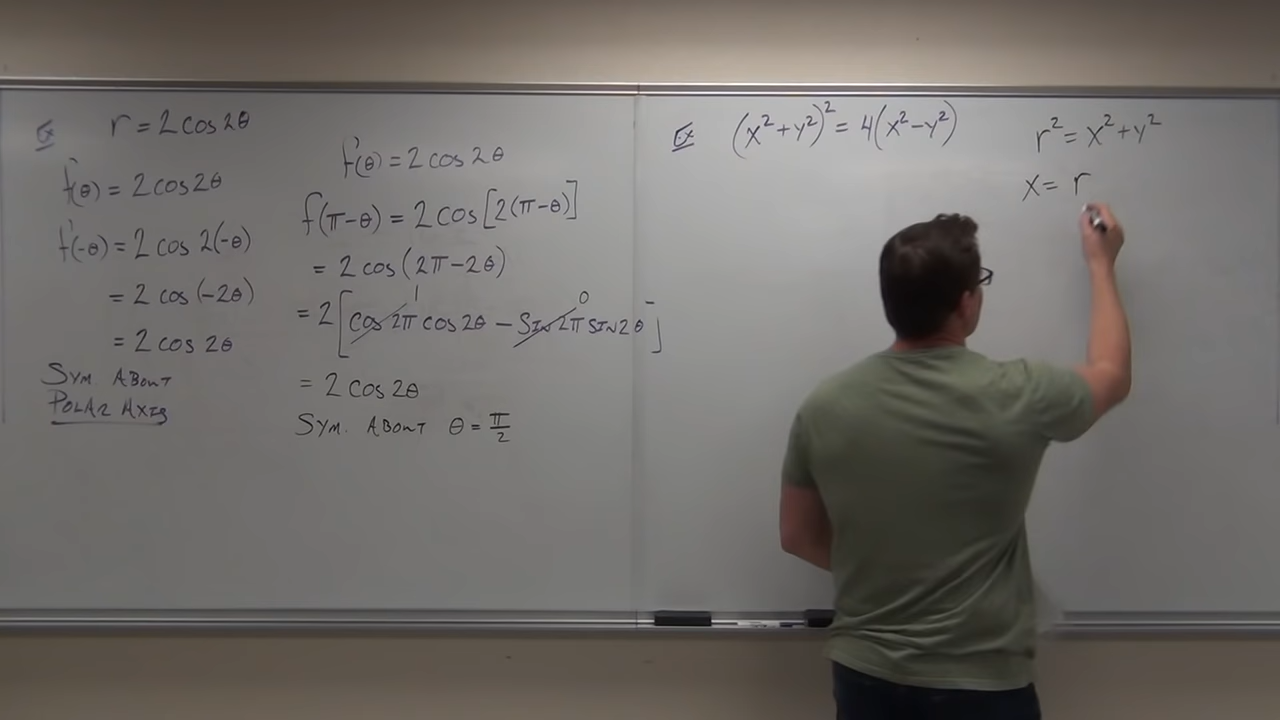 Ex r = 2 cos 2θ
f(θ) = 2 cos 2θ
f(-θ) = 2 cos 2(-θ)
= 2 cos (-2θ)
= 2 cos 2θ
SYM ABOUT
POLAR AXIS
f(θ) = 2 cos 2θ
f(π-θ) = 2 cos [2(π-θ)]
= 2 cos (2π-2θ)
1 0
= 2 [cos 2π cos 2θ - SIN 2π SIN 2θ]
= 2 cos 2θ
SYM. ABOUT θ = π/2
Ex (x² + y²)² = 4(x² - y²)
r² = x² + y²
x = r